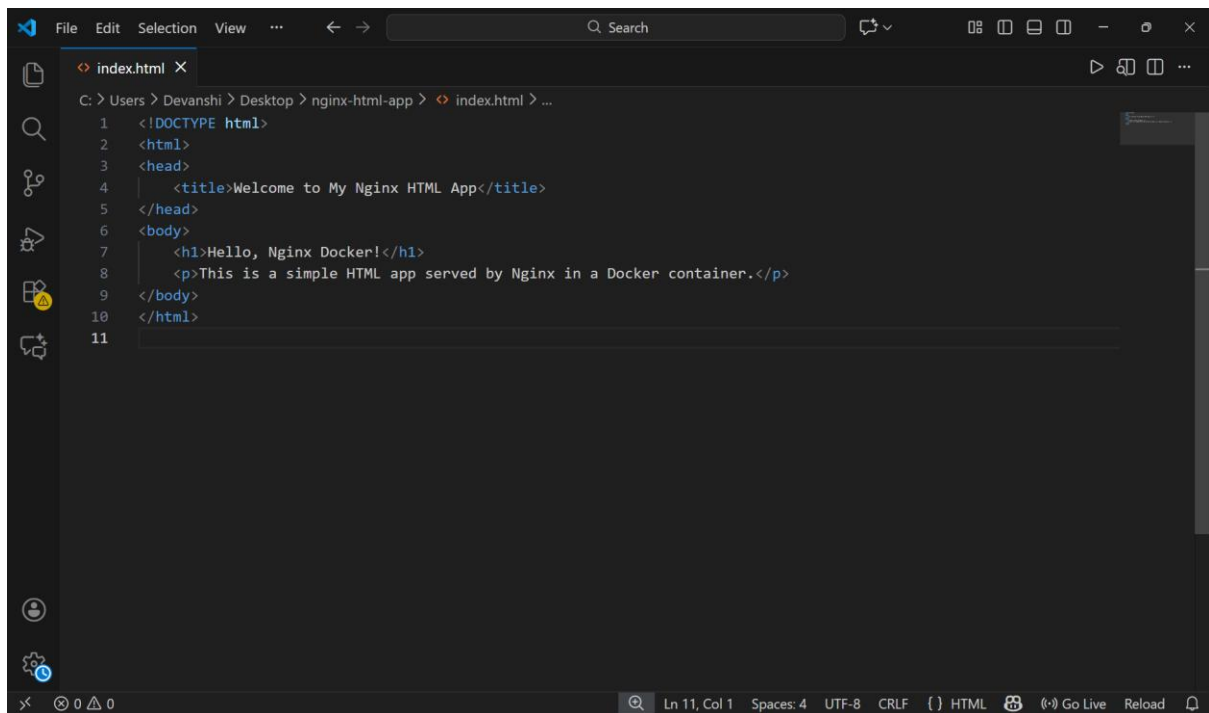 File Edit Selection View ··· Search
index.html
C: > Users > Devanshi > Desktop > nginx-html-app > <> index.html > ...
1 <!DOCTYPE html>
2 <html>
3 <head>
4     <title>Welcome to My Nginx HTML App</title>
5 </head>
6 <body>
7     <h1>Hello, Nginx Docker!</h1>
8     <p>This is a simple HTML app served by Nginx in a Docker container.</p>
9 </body>
10 </html>
11
0 0 Ln 11, Col 1 Spaces: 4 UTF-8 CRLF {} HTML Go Live Reload